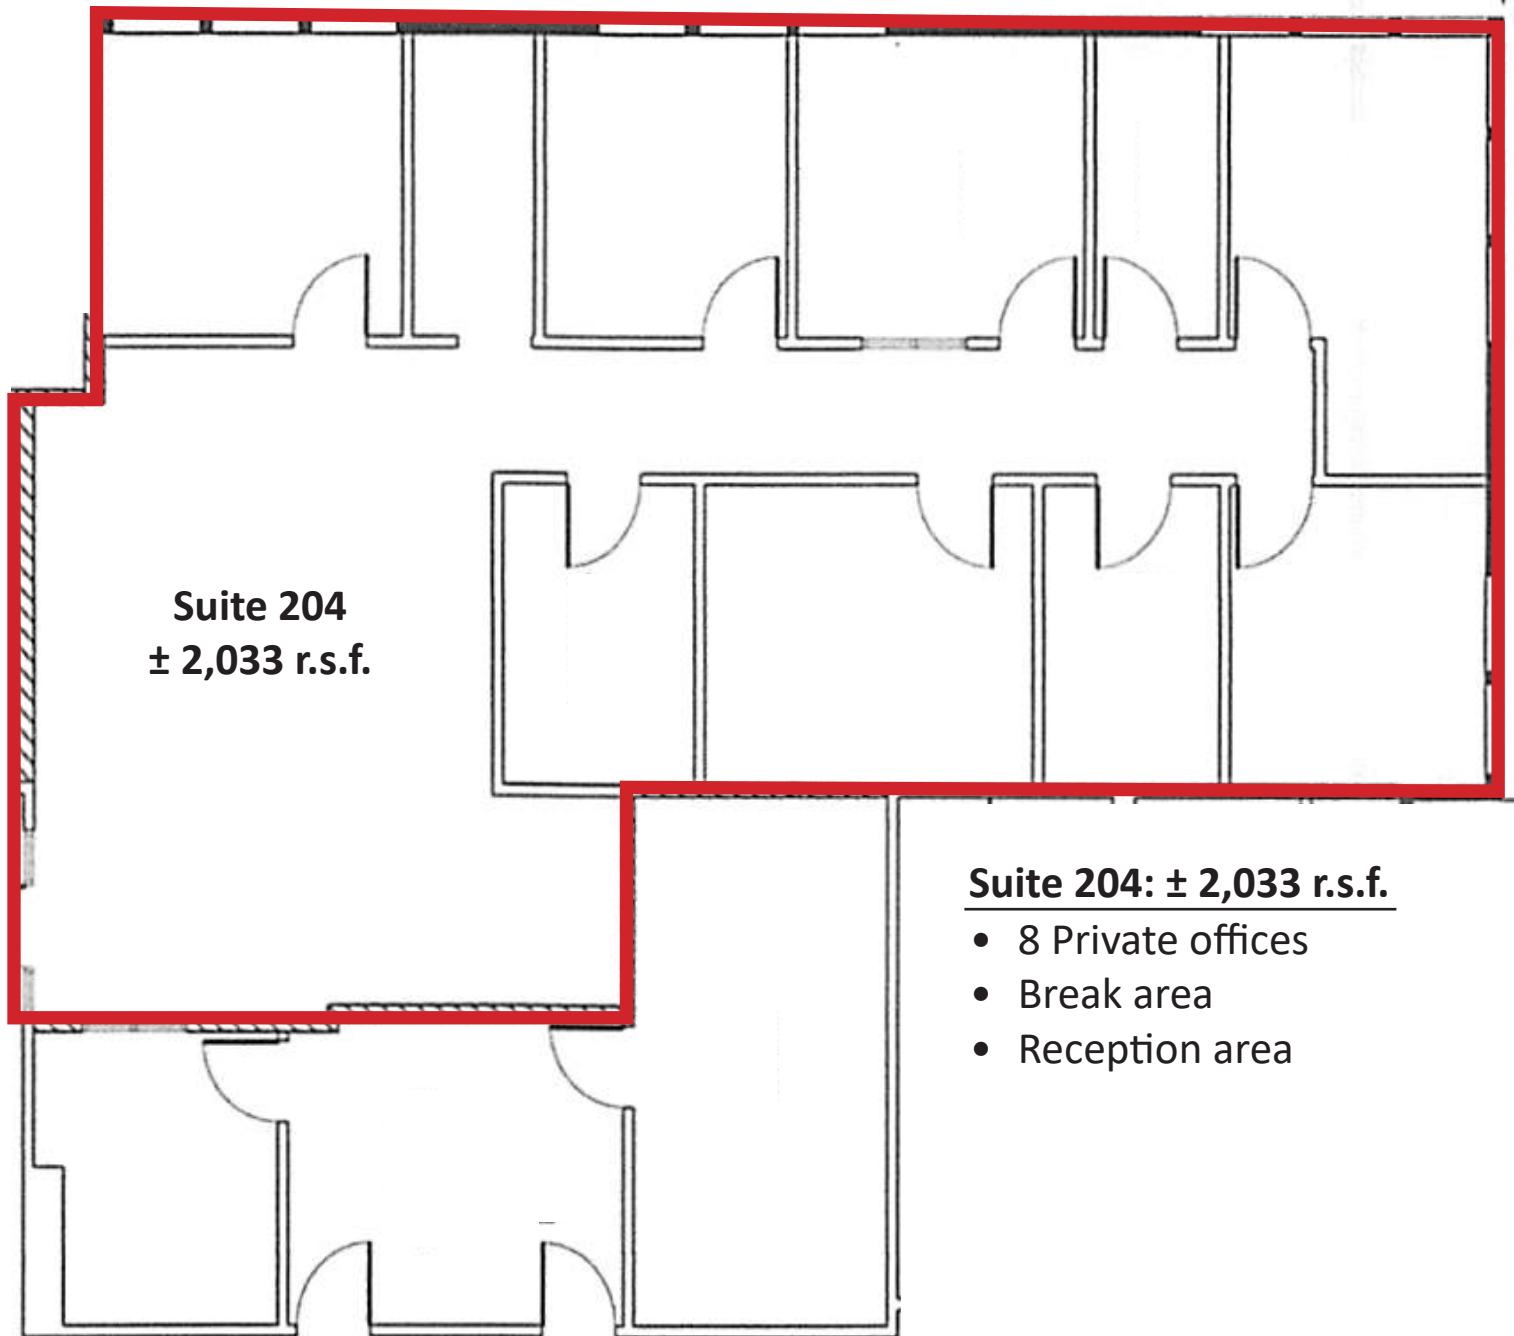 Suite 204
± 2,033 r.s.f.
Suite 204: ± 2,033 r.s.f.
• 8 Private offices
• Break area
• Reception area